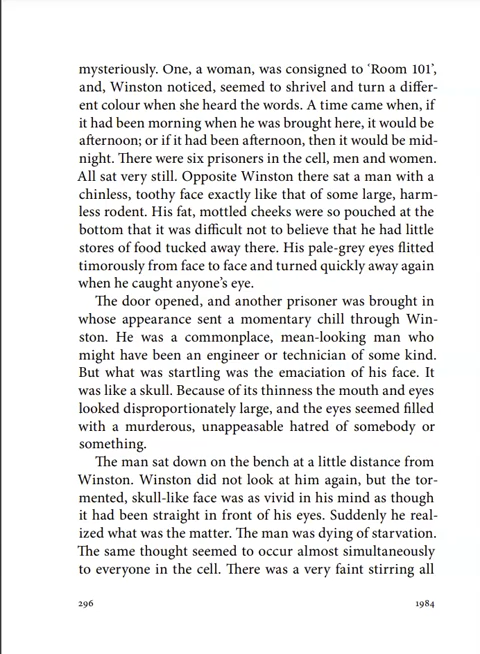 mysteriously. One, a woman, was consigned to ‘Room 101’,
and, Winston noticed, seemed to shrivel and turn a differ-
ent colour when she heard the words. A time came when, if
it had been morning when he was brought here, it would be
afternoon; or if it had been afternoon, then it would be mid-
night. There were six prisoners in the cell, men and women.
All sat very still. Opposite Winston there sat a man with a
chinless, toothy face exactly like that of some large, harm-
less rodent. His fat, mottled cheeks were so pouched at the
bottom that it was difficult not to believe that he had little
stores of food tucked away there. His pale-grey eyes flitted
timorously from face to face and turned quickly away again
when he caught anyone’s eye.
The door opened, and another prisoner was brought in
whose appearance sent a momentary chill through Win-
ston. He was a commonplace, mean-looking man who
might have been an engineer or technician of some kind.
But what was startling was the emaciation of his face. It
was like a skull. Because of its thinness the mouth and eyes
looked disproportionately large, and the eyes seemed filled
with a murderous, unappeasable hatred of somebody or
something.
The man sat down on the bench at a little distance from
Winston. Winston did not look at him again, but the tor-
mented, skull-like face was as vivid in his mind as though
it had been straight in front of his eyes. Suddenly he real-
ized what was the matter. The man was dying of starvation.
The same thought seemed to occur almost simultaneously
to everyone in the cell. There was a very faint stirring all
296 1984